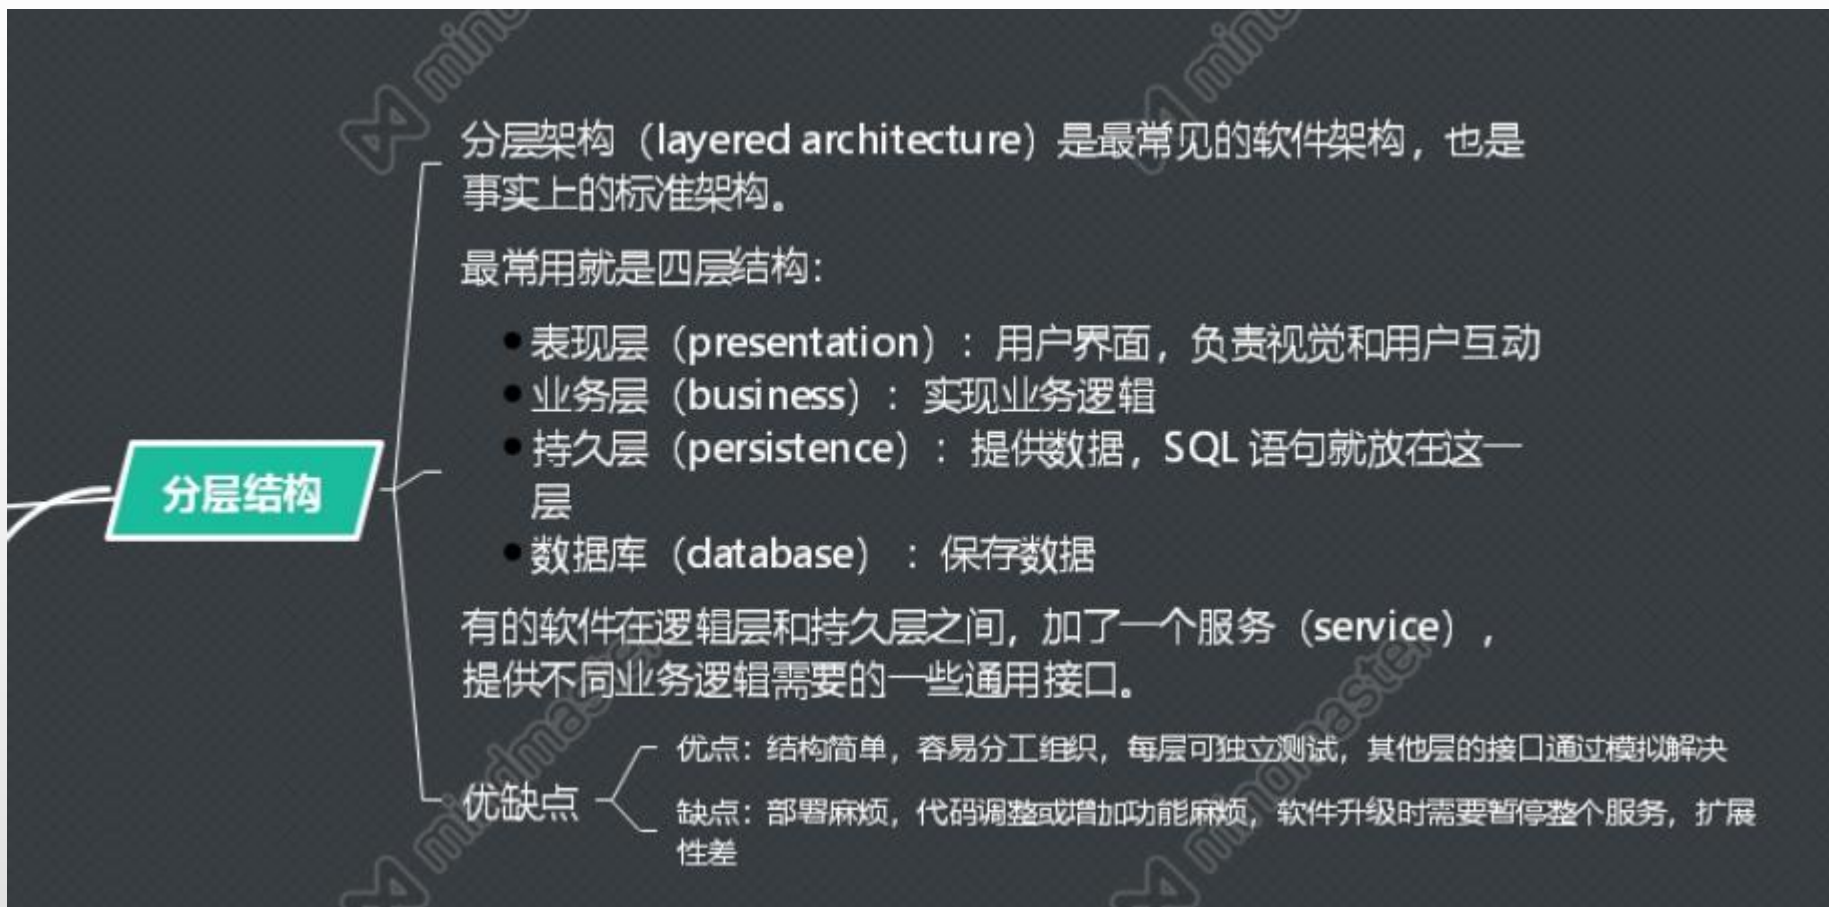 分层结构
分层架构（layered architecture）是最常见的软件架构，也是
事实上的标准架构。
最常用就是四层结构：
表现层（presentation）：用户界面，负责视觉和用户互动
业务层（business）：实现业务逻辑
持久层（persistence）：提供数据，SQL 语句就放在这一
层
数据库（database） ：保存数据
有的软件在逻辑层和持久层之间，加了一个服务（service），
提供不同业务逻辑需要的一些通用接口。
优缺点
优点：结构简单，容易分工组织，每层可独立测试，其他层的接口通过模拟解决
缺点：部署麻烦，代码调整或增加功能麻烦，软件升级时需要暂停整个服务，扩展
性差
mindmaster
mindmaster